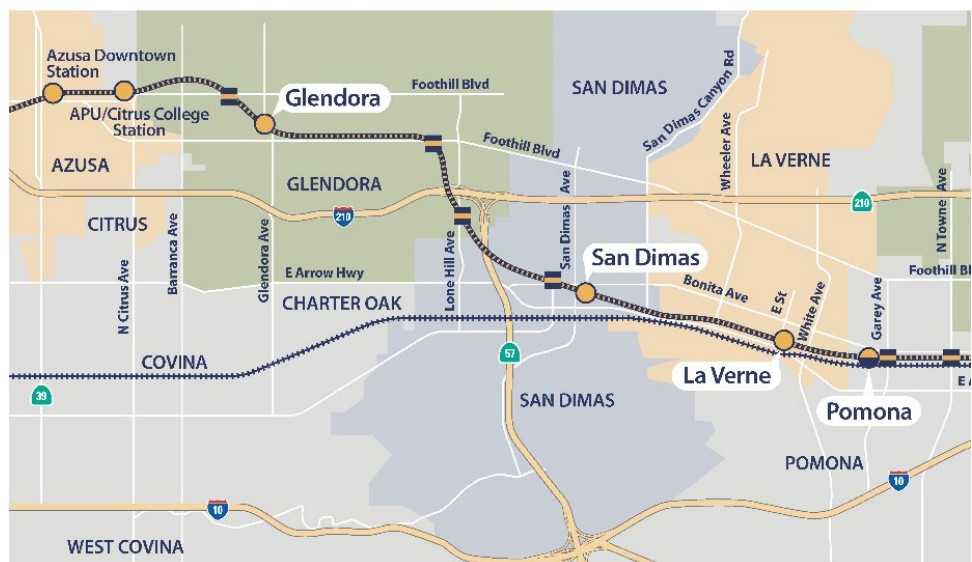 Azusa Downtown
Station
Glendora
Foothill Blvd
SAN DIMAS
San Dimas Canyon Rd
APU/Citrus College
Station
Foothill Blvd
Wheeler Ave
LA VERNE
AZUSA
GLENDORA
210
210
N Towne Ave
CITRUS
N Citrus Ave
Barranca Ave
Glendora Ave
Lone Hill Ave
San Dimas Ave
San Dimas
E Arrow Hwy
Bonita Ave
E St
White Ave
Garey Ave
Foothill Bl
CHARTER OAK
COVINA
57
La Verne
E A
39
SAN DIMAS
Pomona
POMONA
10
10
WEST COVINA